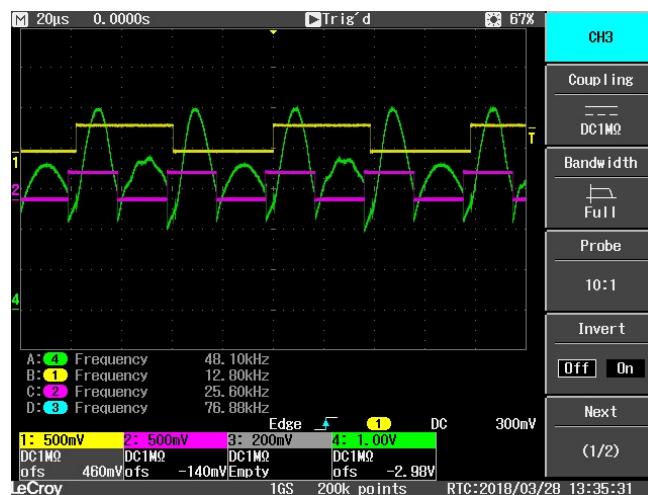 M 20μs 0.0000s Trig´d 67%
CH3
Coupling
DC1MΩ
Bandwidth
Full
Probe
10:1
Invert
Off On
Next
(1/2)
T
1
2
4
A: 4 Frequency 48.10kHz
B: 1 Frequency 12.80kHz
C: 2 Frequency 25.60kHz
D: 3 Frequency 76.88kHz
Edge 1 DC 300mV
1: 500mV 2: 500mV 3: 200mV 4: 1.00V
DC1MΩ DC1MΩ DC1MΩ DC1MΩ
ofs 460mV ofs -140mV Empty ofs -2.98V
LeCroy 1GS 200k points RTC:2018/03/28 13:35:31